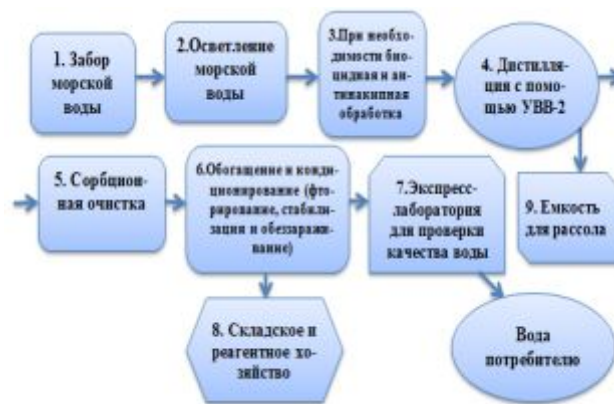 1. Забор
морской
воды
2.Осветление
морской
воды
3.При необхо-
димости био-
цидная и ан-
тинакипная
обработка
4. Дистилля-
ция с помо-
щью УВВ-2
5. Сорбцион-
ная очистка
6.Обогащение и конди-
ционирование (фто-
рирование, стабили-
зация и обеззаражи-
вание)
7.Экспресс-
лаборатория
для проверки
качества воды
9. Емкость
для рассола
8. Складское и
реагентное хо-
зяйство
Вода
потребителю